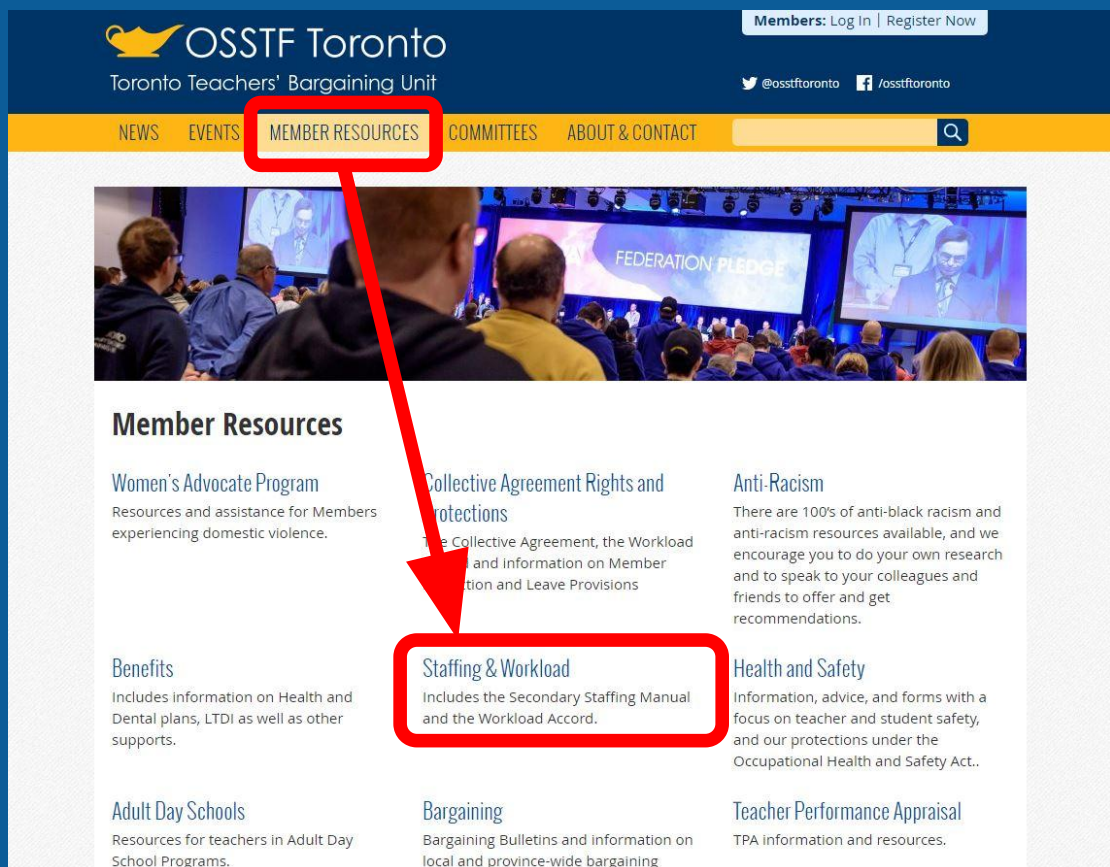 OSSTF Toronto
Toronto Teachers' Bargaining Unit
Members: Log In | Register Now
@osstftoronto /osstftoronto
NEWS EVENTS MEMBER RESOURCES COMMITTEES ABOUT & CONTACT
FEDERATION PLEDGE
Member Resources
Women's Advocate Program
Resources and assistance for Members
experiencing domestic violence.
Collective Agreement Rights and
Protections
The Collective Agreement, the Workload
and information on Member
and Leave Provisions
Anti-Racism
There are 100's of anti-black racism and
anti-racism resources available, and we
encourage you to do your own research
and to speak to your colleagues and
friends to offer and get
recommendations.
Benefits
Includes information on Health and
Dental plans, LTDI as well as other
supports.
Staffing & Workload
Includes the Secondary Staffing Manual
and the Workload Accord.
Health and Safety
Information, advice, and forms with a
focus on teacher and student safety,
and our protections under the
Occupational Health and Safety Act..
Adult Day Schools
Resources for teachers in Adult Day
School Programs.
Bargaining
Bargaining Bulletins and information on
local and province-wide bargaining
Teacher Performance Appraisal
TPA information and resources.